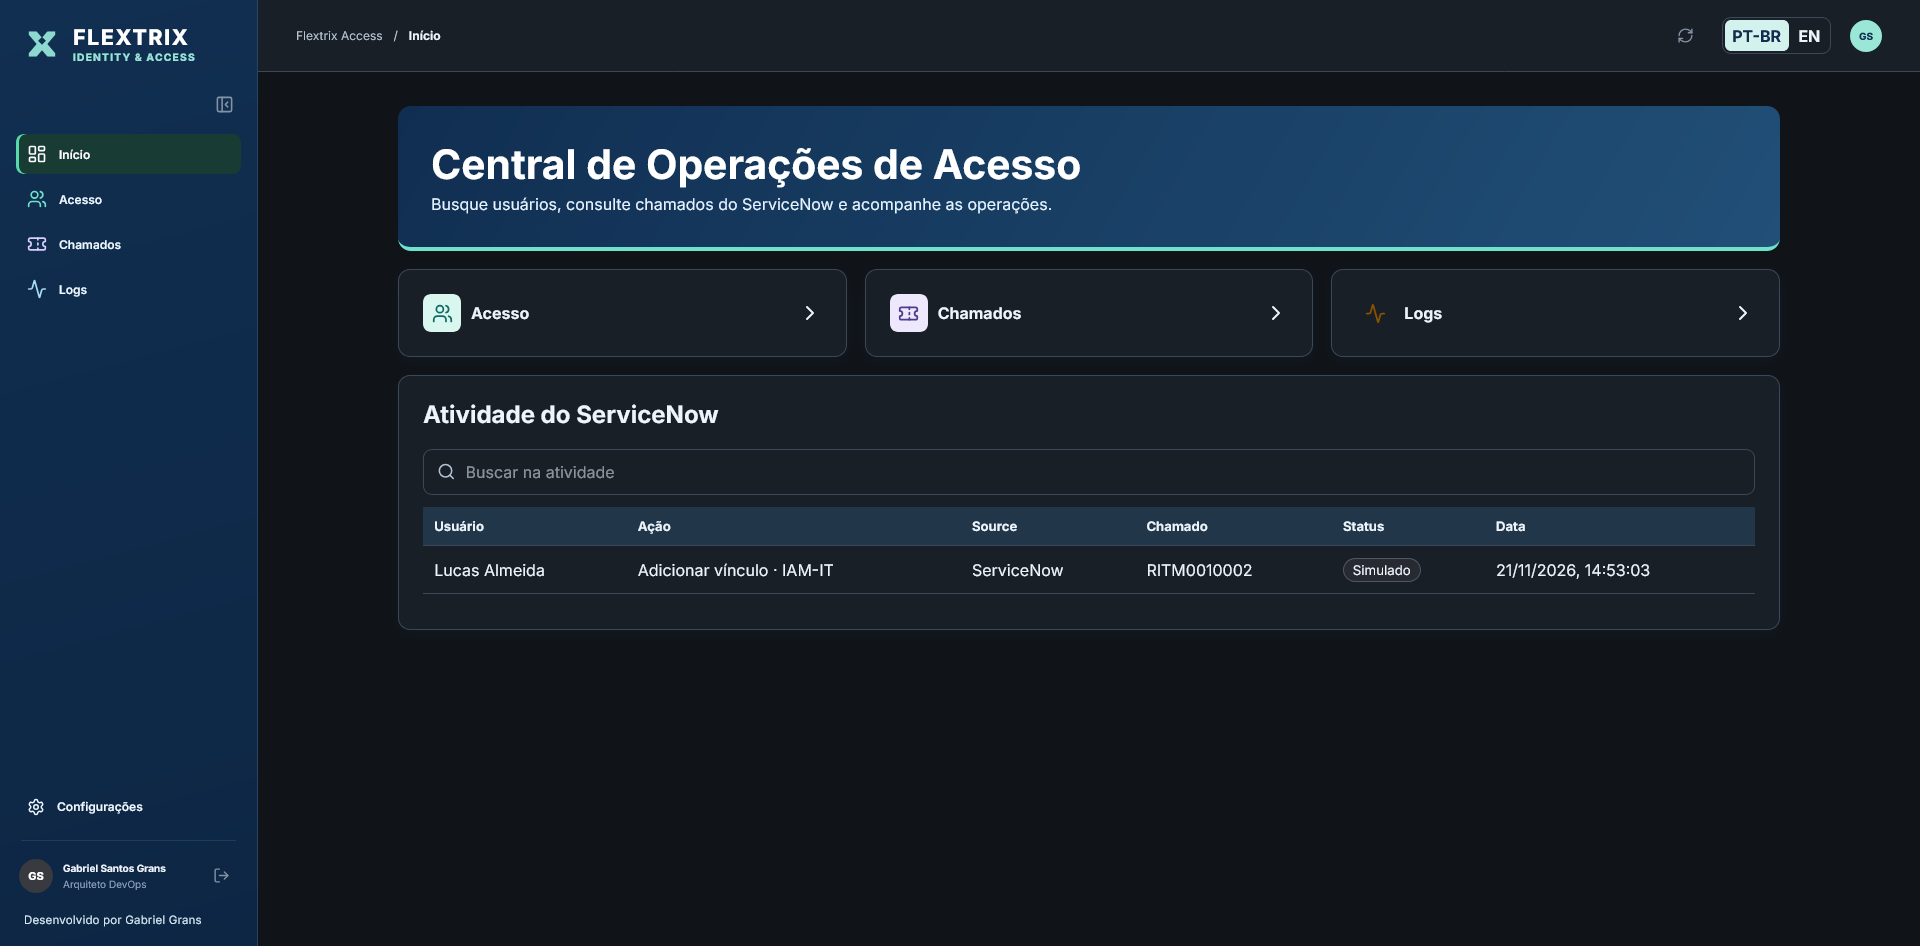 FLEXTRIX
IDENTITY & ACCESS
Início
Acesso
Chamados
Logs
Configurações
GS
Gabriel Santos Grans
Arquiteto DevOps
Desenvolvido por Gabriel Grans
Flextrix Access / Início
PT-BR EN
GS
Central de Operações de Acesso
Busque usuários, consulte chamados do ServiceNow e acompanhe as operações.
Acesso
Chamados
Logs
Atividade do ServiceNow
Buscar na atividade
Usuário Ação Source Chamado Status Data
Lucas Almeida Adicionar vínculo · IAM-IT ServiceNow RITM0010002 Simulado 21/11/2026, 14:53:03